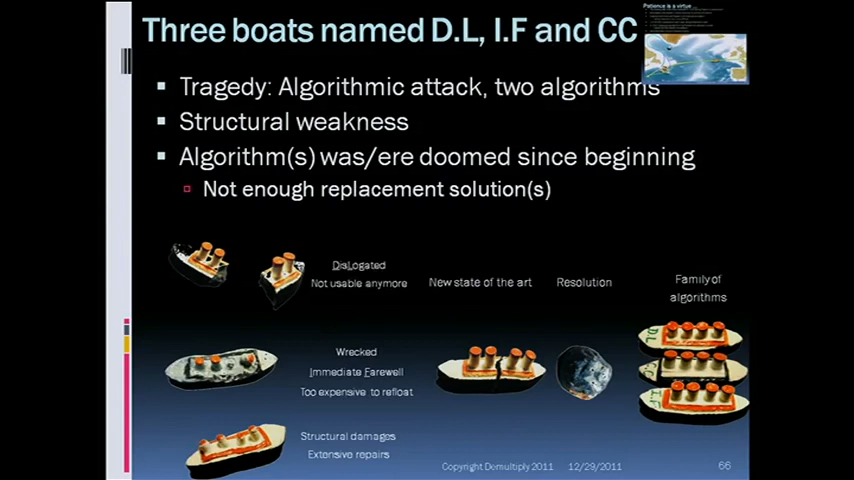 Three boats named D.L, I.F and CC
Patience is a virtue ...
Tragedy: Algorithmic attack, two algorithms
Structural weakness
Algorithm(s) was/ere doomed since beginning
Not enough replacement solution(s)
DisLogated
Not usable anymore
New state of the art
Resolution
Family of
algorithms
Wrecked
Immediate Farewell
Too expensive to refloat
D L
C C
I F
Structural damages
Extensive repairs
Copyright Demultiply 2011
12/29/2011
66